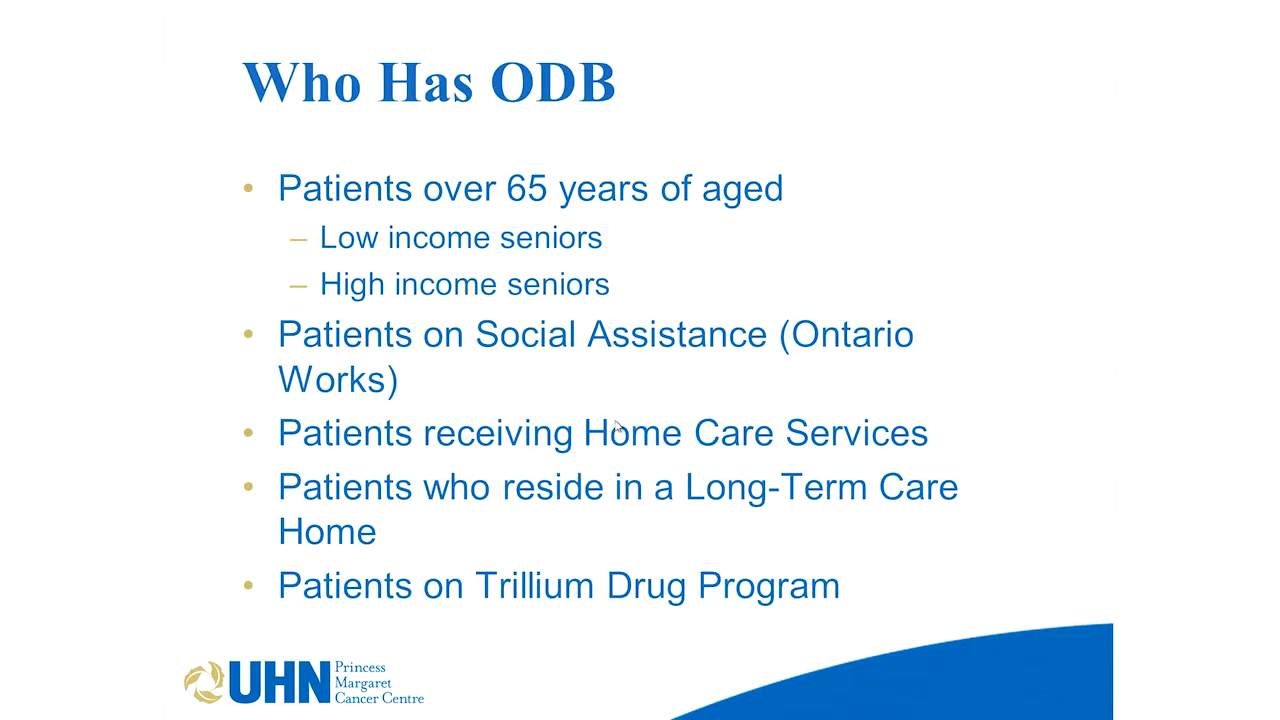 Who Has ODB
• Patients over 65 years of aged
– Low income seniors
– High income seniors
• Patients on Social Assistance (Ontario
Works)
• Patients receiving Home Care Services
• Patients who reside in a Long-Term Care
Home
• Patients on Trillium Drug Program
UHN
Princess
Margaret
Cancer Centre